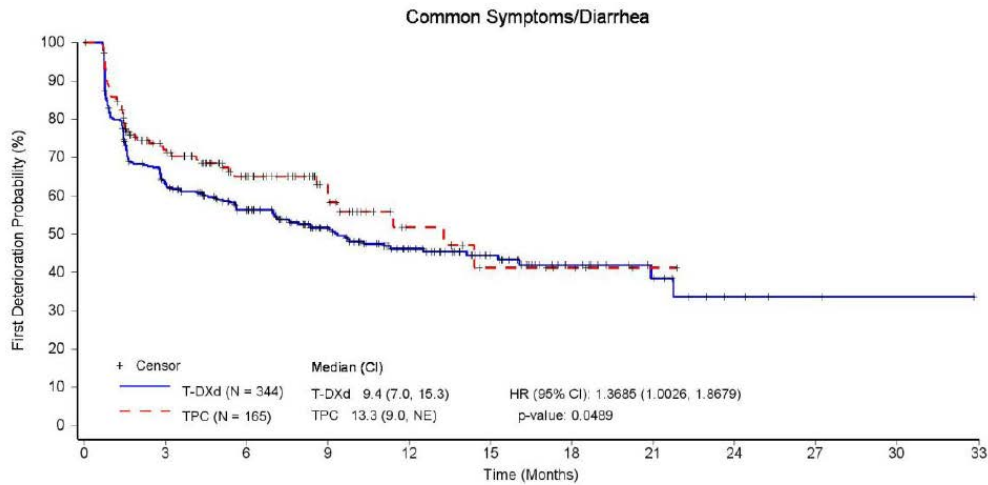 Common Symptoms/Diarrhea
First Deterioration Probability (%)
100
90
80
70
60
50
40
30
20
10
0
+ Censor
Median (CI)
T-DXd (N = 344)
T-DXd 9.4 (7.0, 15.3)
HR (95% CI): 1.3685 (1.0026, 1.8679)
TPC (N = 165)
TPC 13.3 (9.0, NE)
p-value: 0.0489
0 3 6 9 12 15 18 21 24 27 30 33
Time (Months)